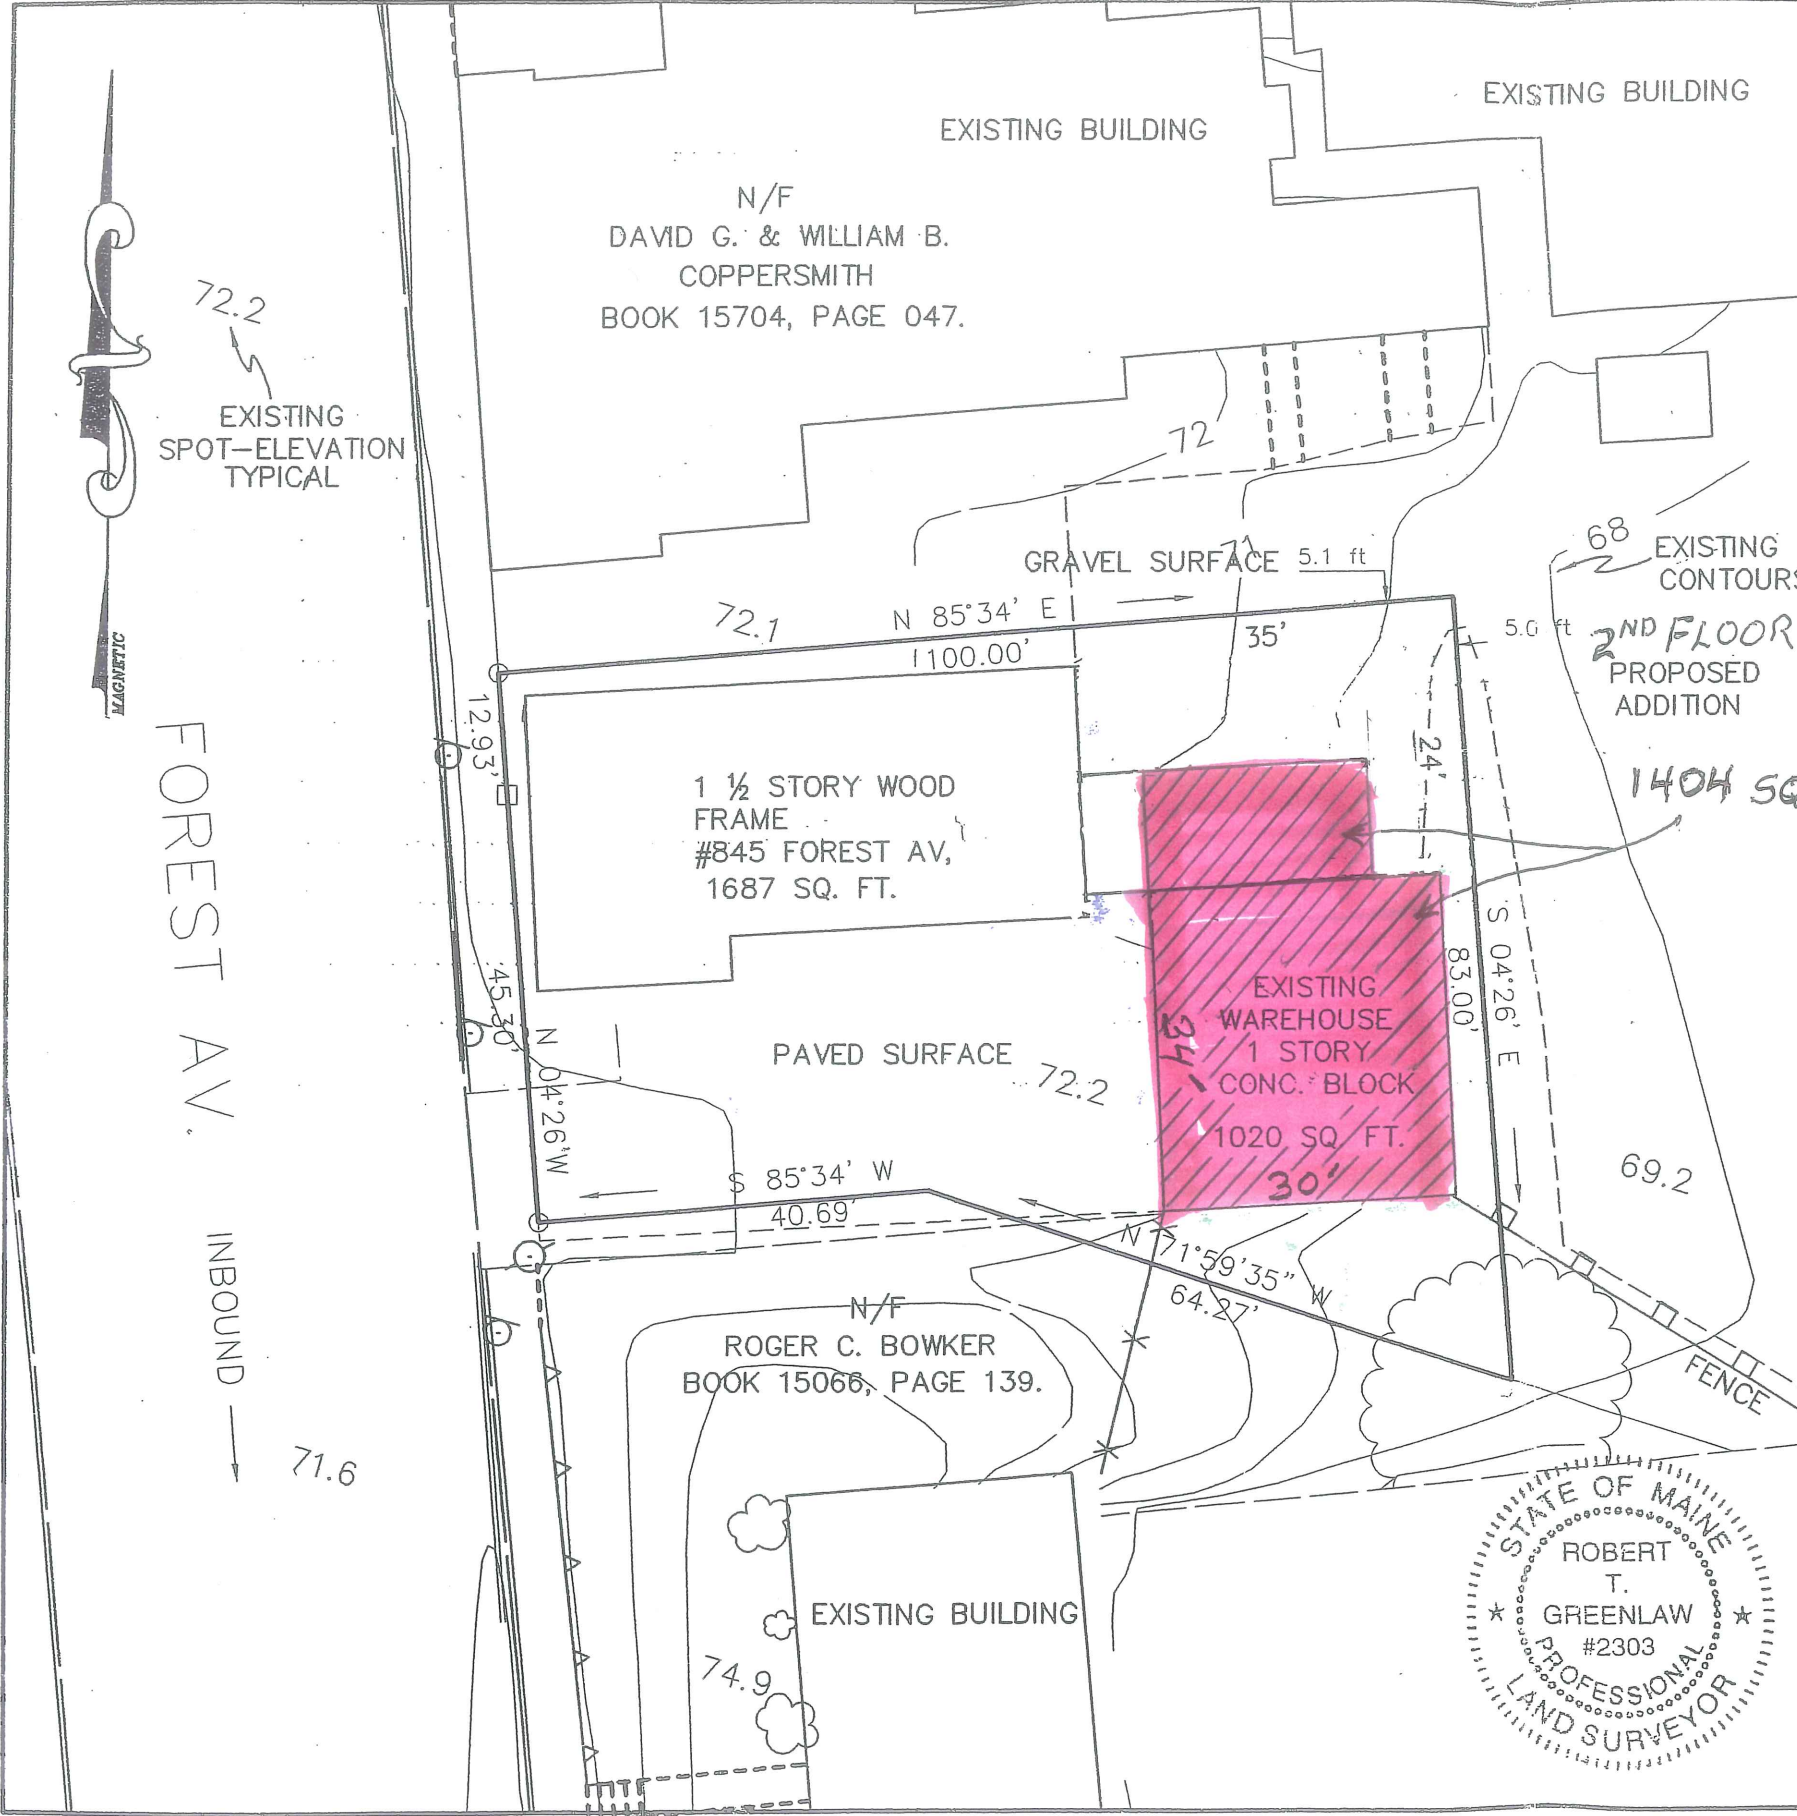 EXISTING BUILDING
EXISTING BUILDING
N/F
DAVID G. & WILLIAM B.
COPPERSMITH
BOOK 15704, PAGE 047.
72.2
EXISTING
SPOT-ELEVATION
TYPICAL
MAGNETIC
72
71
68
EXISTING
CONTOURS
GRAVEL SURFACE
5.1 ft
72.1
N 85°34' E
100.00'
35'
5.0 ft
2ND FLOOR
PROPOSED
ADDITION
1404 SQ
24'
12.93'
1 ½ STORY WOOD
FRAME
#845 FOREST AV,
1687 SQ. FT.
FOREST AV.
45.30'
N 04°26'W
PAVED SURFACE
72.2
EXISTING
WAREHOUSE
1 STORY
CONC. BLOCK
1020 SQ FT.
34'
30'
83.00'
S 04°26' E
69.2
S 85°34' W
40.69'
N 71°59'35" W
64.27'
INBOUND
71.6
N/F
ROGER C. BOWKER
BOOK 15066, PAGE 139.
FENCE
EXISTING BUILDING
74.9
STATE OF MAINE
ROBERT
T.
GREENLAW
#2303
PROFESSIONAL
LAND SURVEYOR